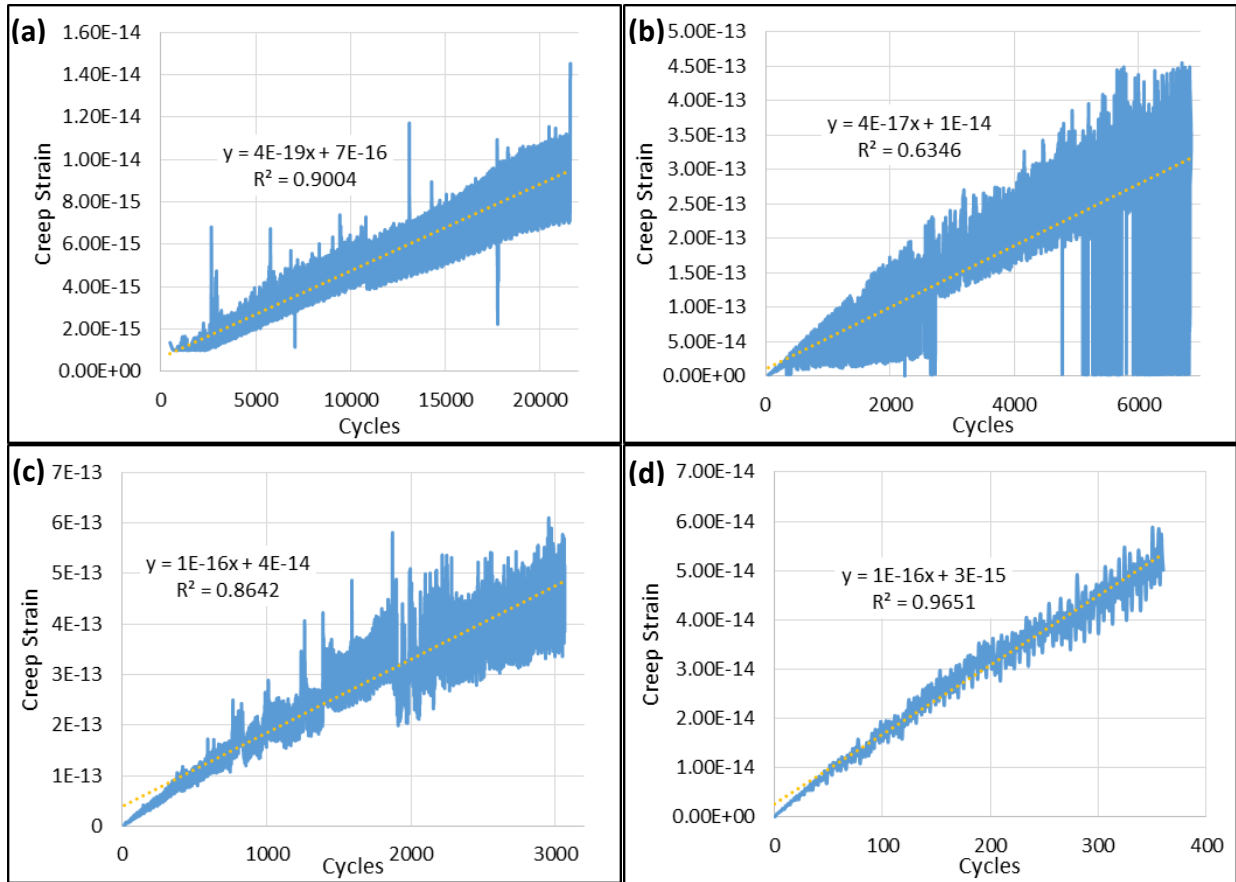 (a)
1.60E-14
1.40E-14
1.20E-14
1.00E-14
8.00E-15
6.00E-15
4.00E-15
2.00E-15
0.00E+00
Creep Strain
y = 4E-19x + 7E-16
R² = 0.9004
0 5000 10000 15000 20000
Cycles
(b)
5.00E-13
4.50E-13
4.00E-13
3.50E-13
3.00E-13
2.50E-13
2.00E-13
1.50E-13
1.00E-13
5.00E-14
0.00E+00
Creep Strain
y = 4E-17x + 1E-14
R² = 0.6346
0 2000 4000 6000
Cycles
(c)
7E-13
6E-13
5E-13
4E-13
3E-13
2E-13
1E-13
0
Creep Strain
y = 1E-16x + 4E-14
R² = 0.8642
0 1000 2000 3000
Cycles
(d)
7.00E-14
6.00E-14
5.00E-14
4.00E-14
3.00E-14
2.00E-14
1.00E-14
0.00E+00
Creep Strain
y = 1E-16x + 3E-15
R² = 0.9651
0 100 200 300 400
Cycles